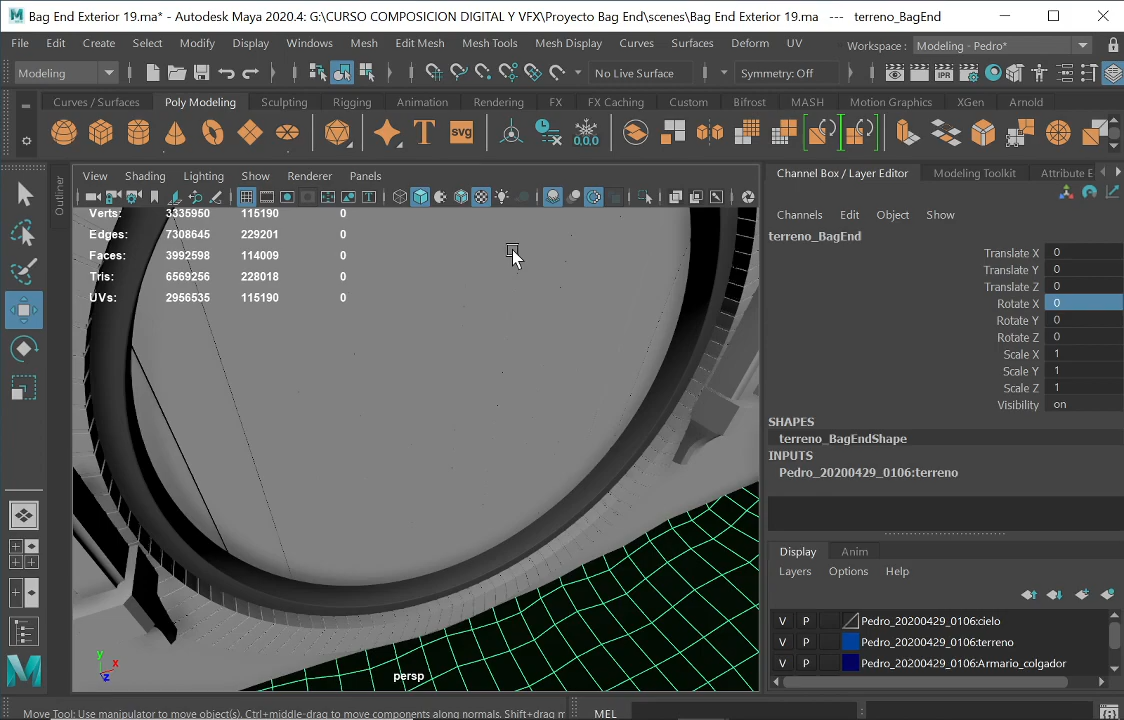 Bag End Exterior 19.ma* - Autodesk Maya 2020.4: G:\CURSO COMPOSICION DIGITAL Y VFX\Proyecto Bag End\scenes\Bag End Exterior 19.ma --- terreno_BagEnd
File Edit Create Select Modify Display Windows Mesh Edit Mesh Mesh Tools Mesh Display Curves Surfaces Deform UV Workspace : Modeling - Pedro*
Modeling No Live Surface Symmetry: Off
Curves / Surfaces Poly Modeling Sculpting Rigging Animation Rendering FX FX Caching Custom Bifrost MASH Motion Graphics XGen Arnold
T SVG 0,0,0 IPR
Outliner
View Shading Lighting Show Renderer Panels
Channel Box / Layer Editor Modeling Toolkit Attribute E
Verts: 3335950 115190 0
Edges: 7308645 229201 0
Faces: 3992598 114009 0
Tris: 6569256 228018 0
UVs: 2956535 115190 0
Channels Edit Object Show
terreno_BagEnd
Translate X 0
Translate Y 0
Translate Z 0
Rotate X 0
Rotate Y 0
Rotate Z 0
Scale X 1
Scale Y 1
Scale Z 1
Visibility on
SHAPES
terreno_BagEndShape
INPUTS
Pedro_20200429_0106:terreno
Display Anim
Layers Options Help
V P Pedro_20200429_0106:cielo
V P Pedro_20200429_0106:terreno
V P Pedro_20200429_0106:Armario_colgador
y x z
persp
Move Tool: Use manipulator to move object(s). Ctrl+middle-drag to move components along normals. Shift+drag m
MEL